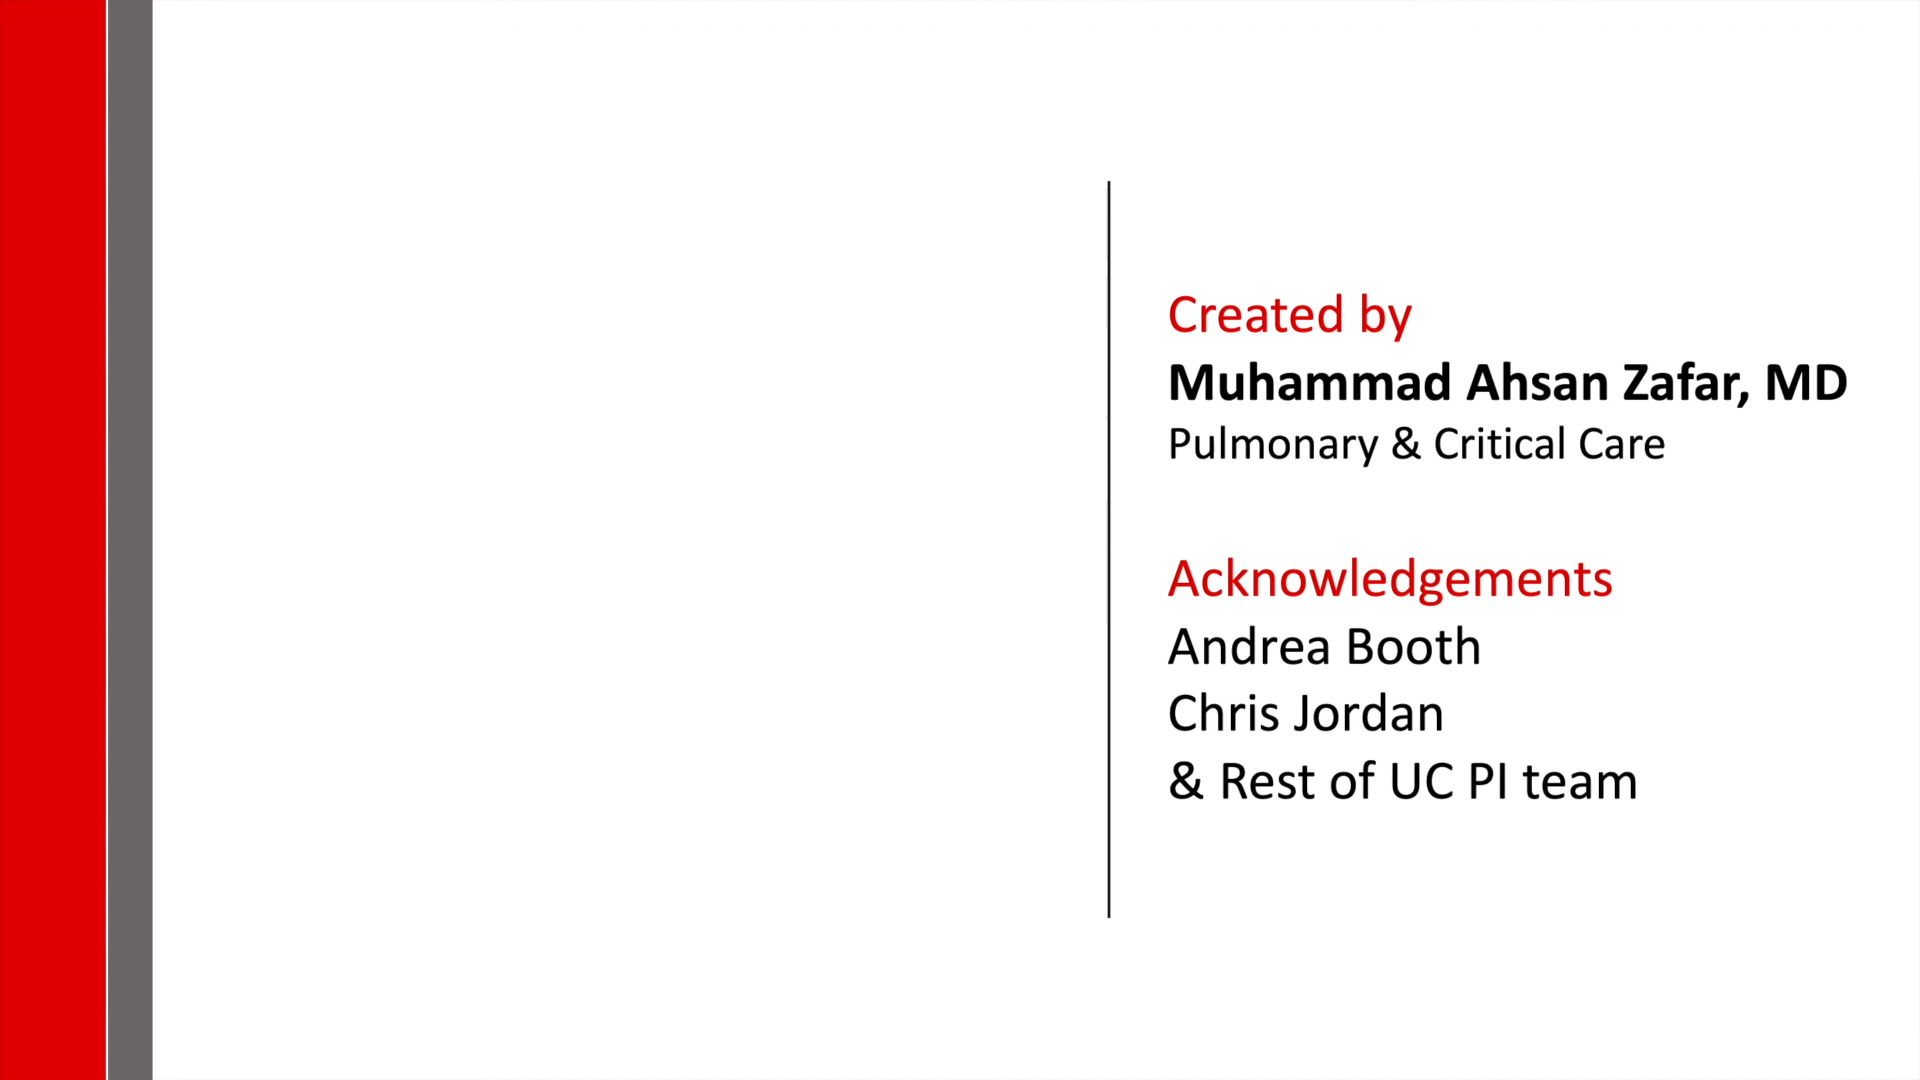 Created by
Muhammad Ahsan Zafar, MD
Pulmonary & Critical Care
Acknowledgements
Andrea Booth
Chris Jordan
& Rest of UC PI team